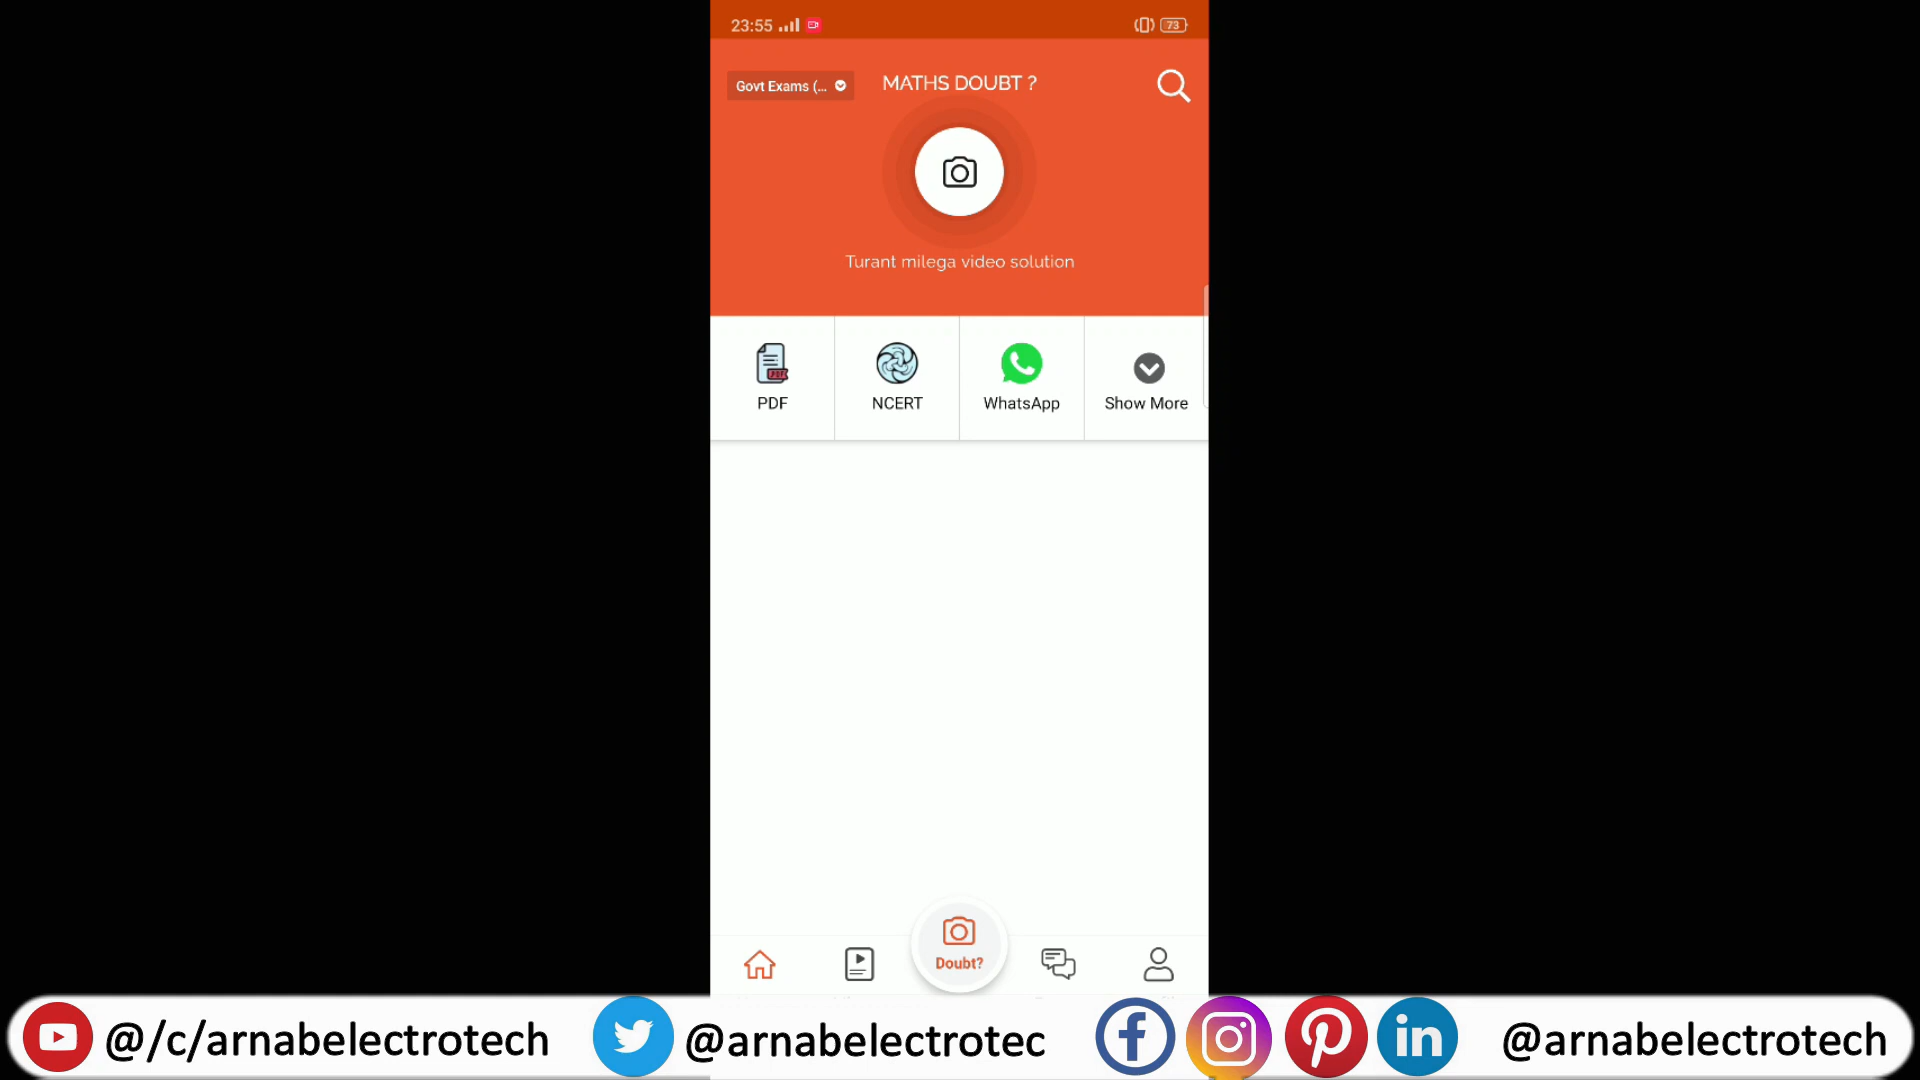 23:55
73
Govt Exams (...
MATHS DOUBT ?
Turant milega video solution
PDF
NCERT
WhatsApp
Show More
Doubt?
@/c/arnabelectrotech
@arnabelectrotec
@arnabelectrotech